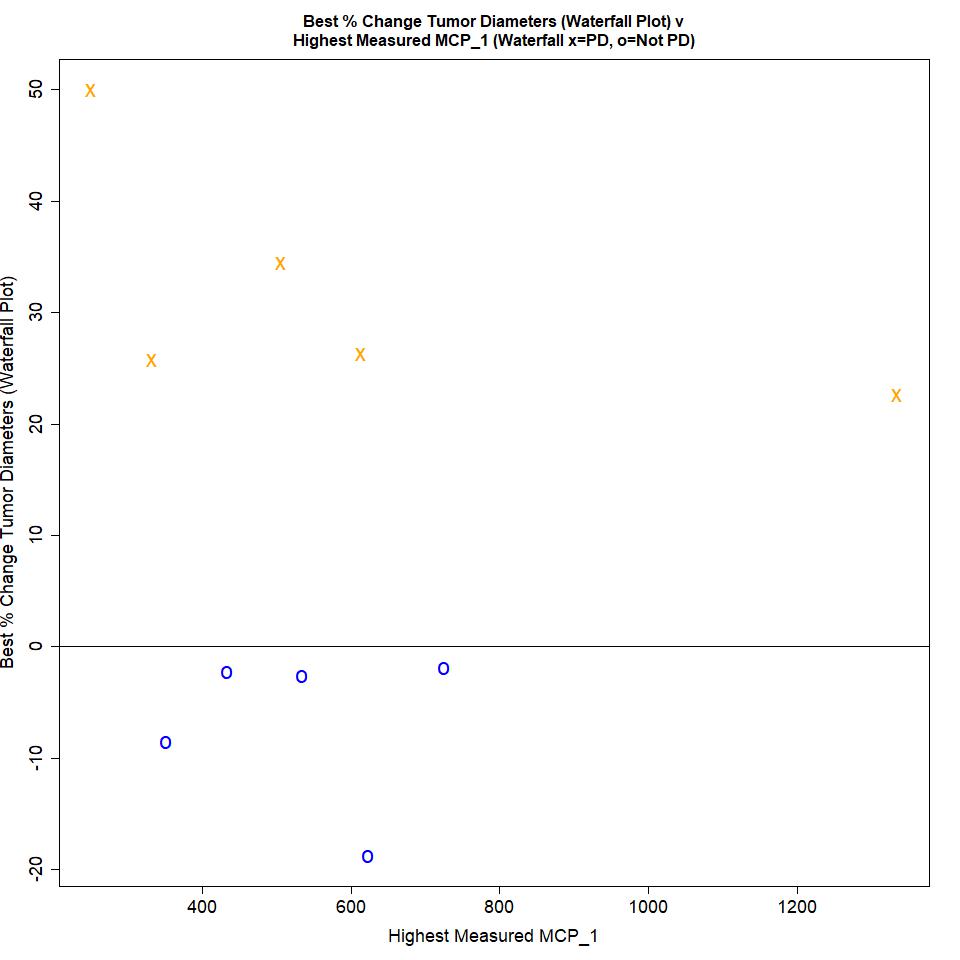 Best % Change Tumor Diameters (Waterfall Plot) v
Highest Measured MCP_1 (Waterfall x=PD, o=Not PD)
Best % Change Tumor Diameters (Waterfall Plot)
50
40
30
20
10
0
-10
-20
X
X
X
X
X
O
O
O
O
O
400 600 800 1000 1200
Highest Measured MCP_1